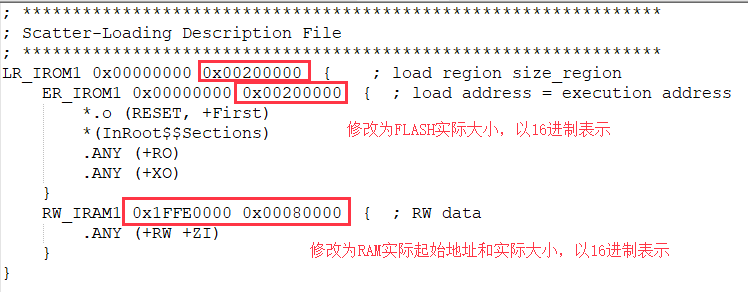 ; ****************************************************************
; Scatter-Loading Description File
; ****************************************************************
LR_IROM1 0x00000000 0x00200000 { ; load region size_region
ER_IROM1 0x00000000 0x00200000 { ; load address = execution address
*.o (RESET, +First)
*(InRoot$$Sections)
修改为FLASH实际大小，以16进制表示
.ANY (+RO)
.ANY (+XO)
}
RW_IRAM1 0x1FFE0000 0x00080000 { ; RW data
.ANY (+RW +ZI)
修改为RAM实际起始地址和实际大小，以16进制表示
}
}